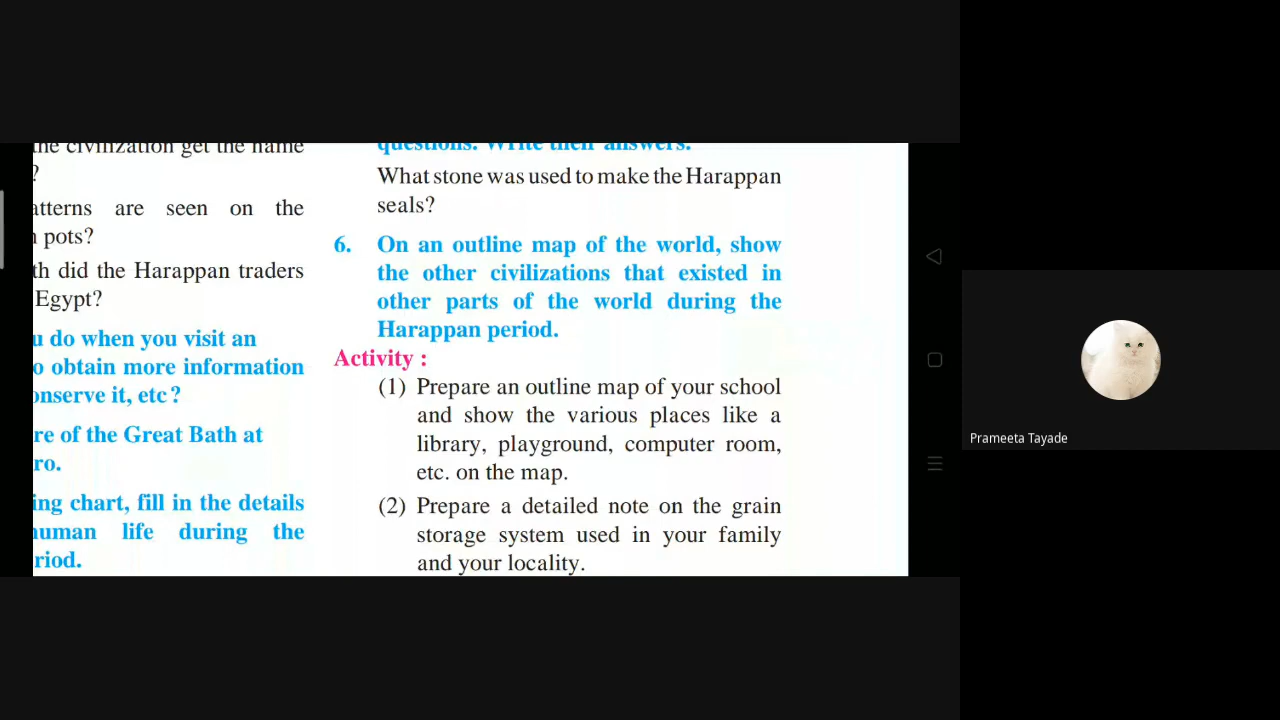 the civilization get the name
?
atterns are seen on the
pots?
th did the Harappan traders
Egypt?
u do when you visit an
o obtain more information
onserve it, etc ?
re of the Great Bath at
ro.
ing chart, fill in the details
human life during the
riod.
questions. Write their answers.
What stone was used to make the Harappan
seals?
6. On an outline map of the world, show
the other civilizations that existed in
other parts of the world during the
Harappan period.
Activity :
(1) Prepare an outline map of your school
and show the various places like a
library, playground, computer room,
etc. on the map.
(2) Prepare a detailed note on the grain
storage system used in your family
and your locality.
Prameeta Tayade